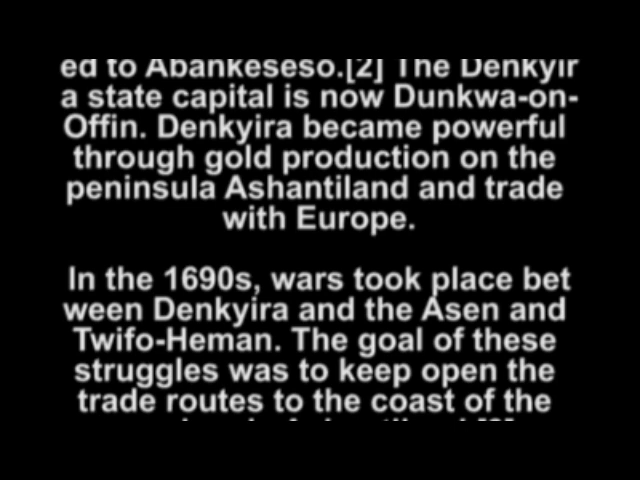 ed to Abankeseso.[2] The Denkyir
a state capital is now Dunkwa-on-
Offin. Denkyira became powerful
through gold production on the
peninsula Ashantiland and trade
with Europe.
In the 1690s, wars took place bet
ween Denkyira and the Asen and
Twifo-Heman. The goal of these
struggles was to keep open the
trade routes to the coast of the